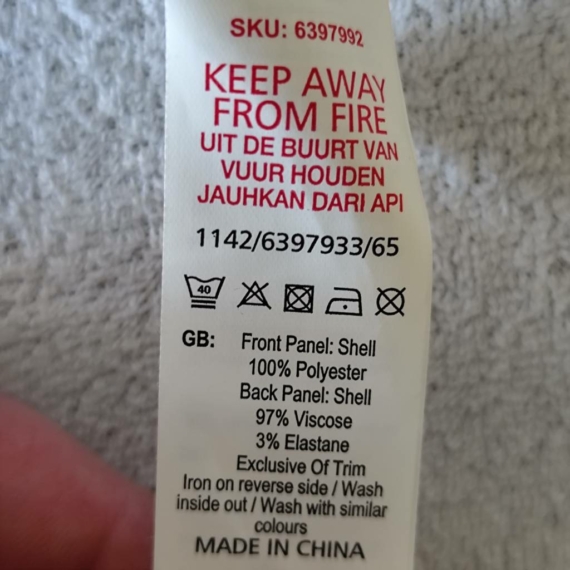 SKU: 6397992
KEEP AWAY
FROM FIRE
UIT DE BUURT VAN
VUUR HOUDEN
JAUHKAN DARI API
1142/6397933/65
40
GB: Front Panel: Shell
100% Polyester
Back Panel: Shell
97% Viscose
3% Elastane
Exclusive Of Trim
Iron on reverse side / Wash
inside out / Wash with similar
colours
MADE IN CHINA